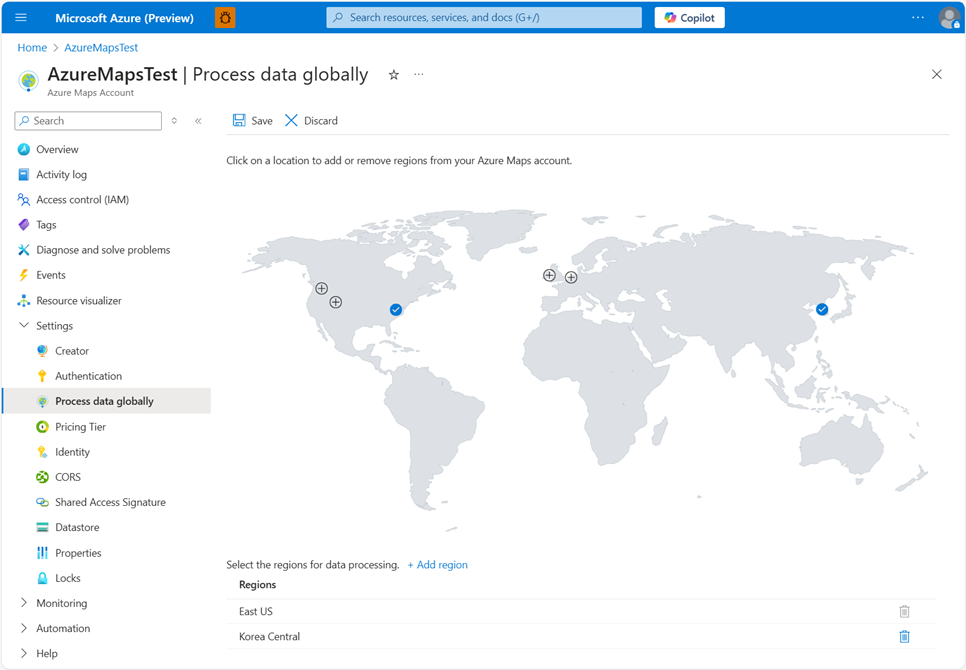 Microsoft Azure (Preview)
Search resources, services, and docs (G+/)
Copilot
Home > AzureMapsTest
AzureMapsTest | Process data globally
Azure Maps Account
Search
Save
Discard
Overview
Activity log
Access control (IAM)
Tags
Diagnose and solve problems
Events
Resource visualizer
Settings
Creator
Authentication
Process data globally
Pricing Tier
Identity
CORS
Shared Access Signature
Datastore
Properties
Locks
Monitoring
Automation
Help
Click on a location to add or remove regions from your Azure Maps account.
Select the regions for data processing. + Add region
Regions
East US
Korea Central